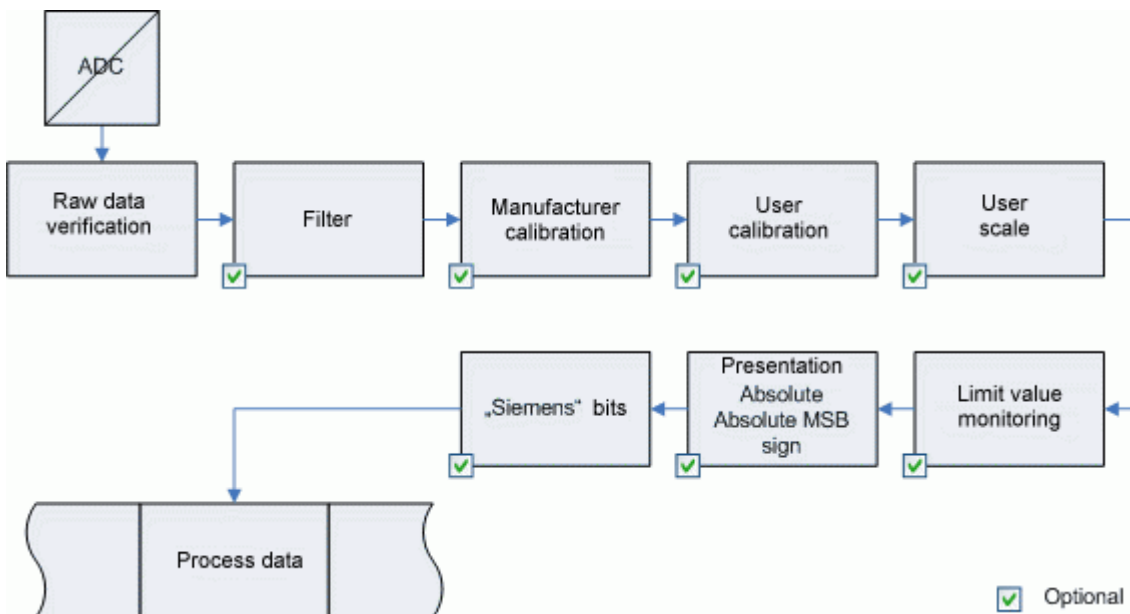 ADC
Raw data
verification
Filter
Manufacturer
calibration
User
calibration
User
scale
„Siemens“ bits
Presentation
Absolute
Absolute MSB
sign
Limit value
monitoring
Process data
Optional